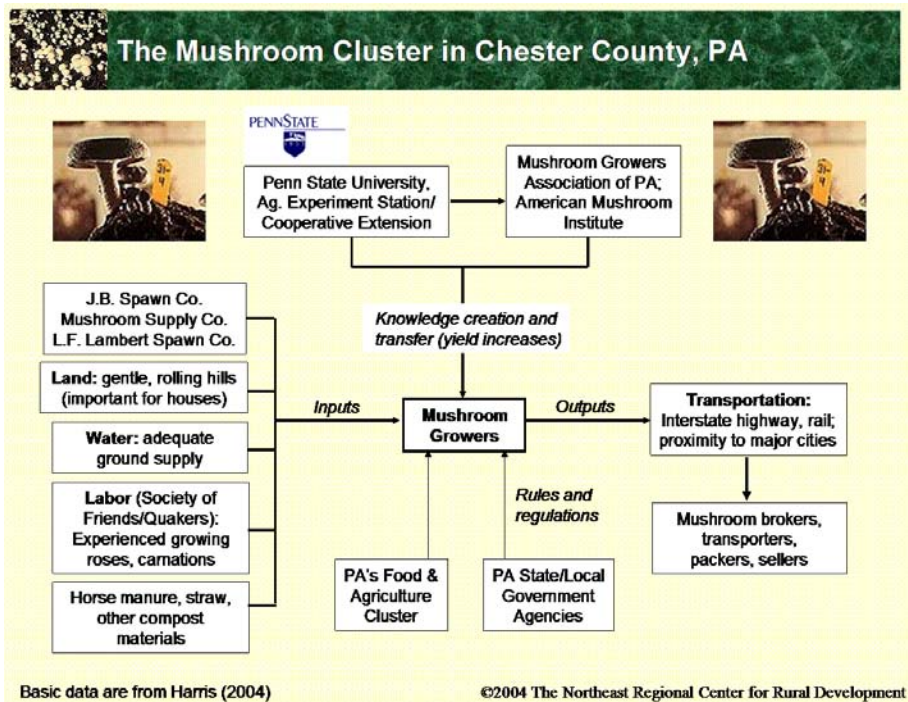 The Mushroom Cluster in Chester County, PA
PENNSTATE
1855
Penn State University,
Ag. Experiment Station/
Cooperative Extension
Mushroom Growers
Association of PA;
American Mushroom
Institute
31-
4
31-
4
J.B. Spawn Co.
Mushroom Supply Co.
L.F. Lambert Spawn Co.
Knowledge creation and
transfer (yield increases)
Land: gentle, rolling hills
(important for houses)
Inputs
Mushroom
Growers
Outputs
Transportation:
Interstate highway, rail;
proximity to major cities
Water: adequate
ground supply
Labor (Society of
Friends/Quakers):
Experienced growing
roses, carnations
Rules and
regulations
Mushroom brokers,
transporters,
packers, sellers
Horse manure, straw,
other compost
materials
PA's Food &
Agriculture
Cluster
PA State/Local
Government
Agencies
Basic data are from Harris (2004)
©2004 The Northeast Regional Center for Rural Development